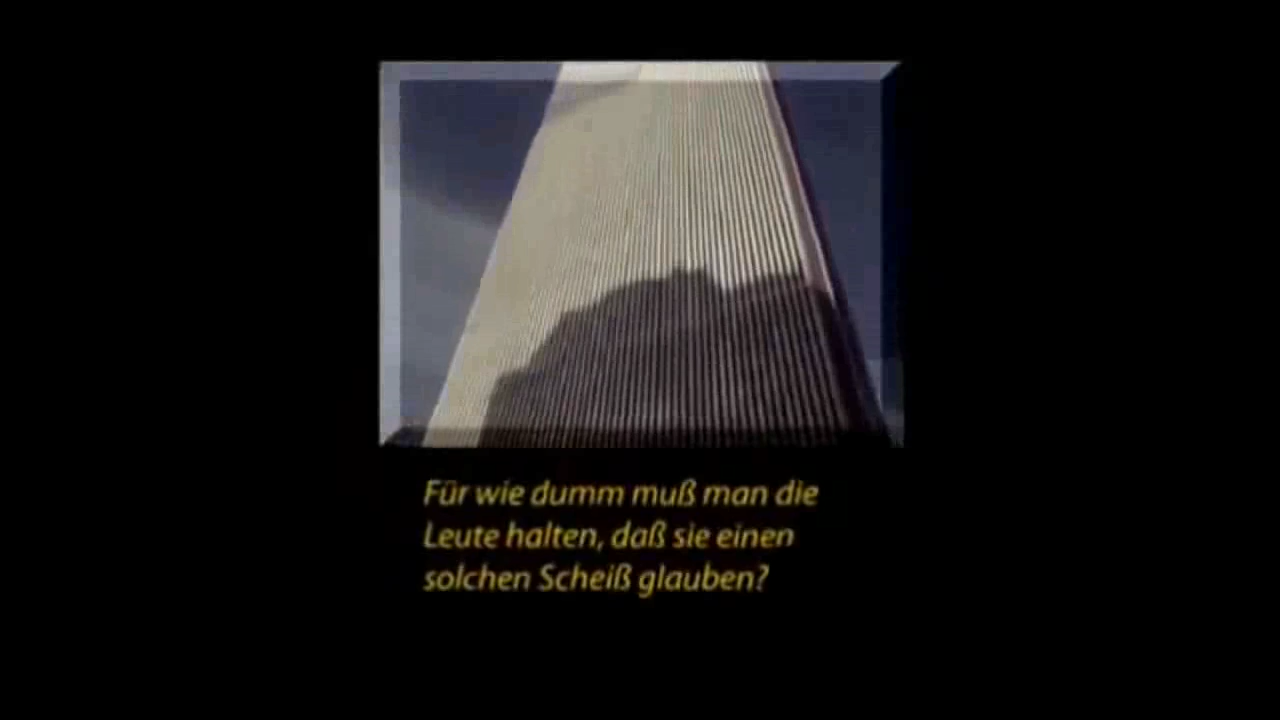 Für wie dumm muß man die
Leute halten, daß sie einen
solchen Scheiß glauben?